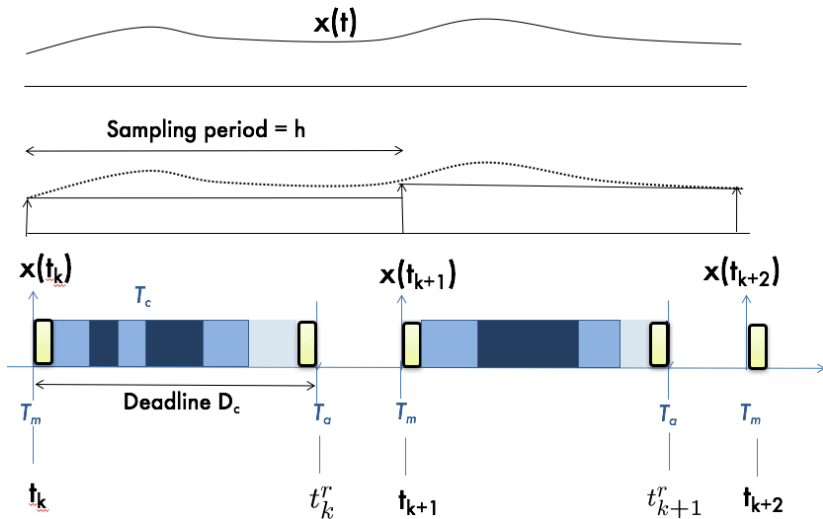 x(t)
Sampling period = h
x(tk) x(tk+1) x(tk+2)
Tc
Deadline Dc
Tm Ta Tm Ta Tm
tk t^r_k tk+1 t^r_k+1 tk+2